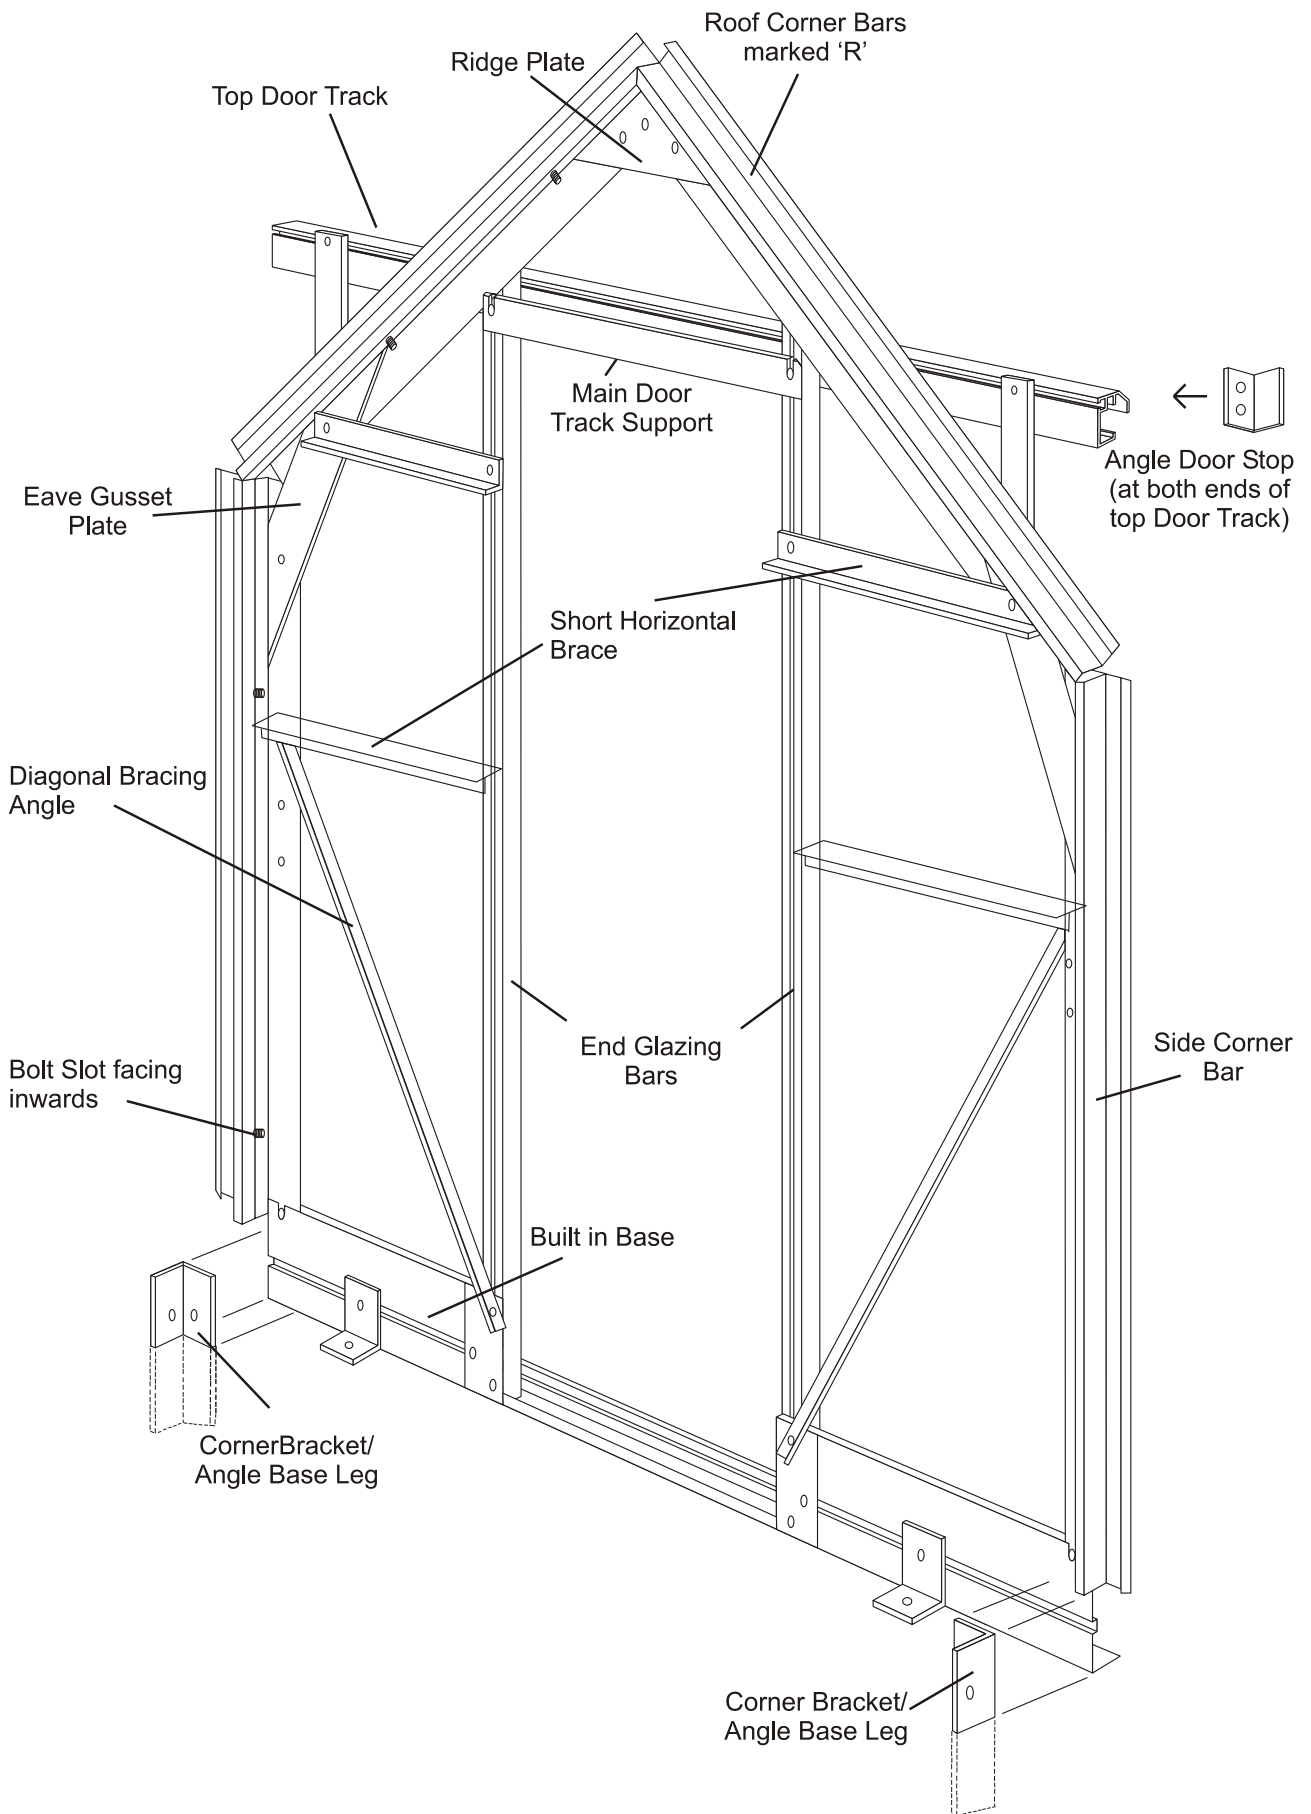 Roof Corner Bars
marked ‘R’
Ridge Plate
Top Door Track
Main Door
Track Support
Angle Door Stop
(at both ends of
top Door Track)
Eave Gusset
Plate
Short Horizontal
Brace
Diagonal Bracing
Angle
End Glazing
Bars
Side Corner
Bar
Bolt Slot facing
inwards
Built in Base
CornerBracket/
Angle Base Leg
Corner Bracket/
Angle Base Leg